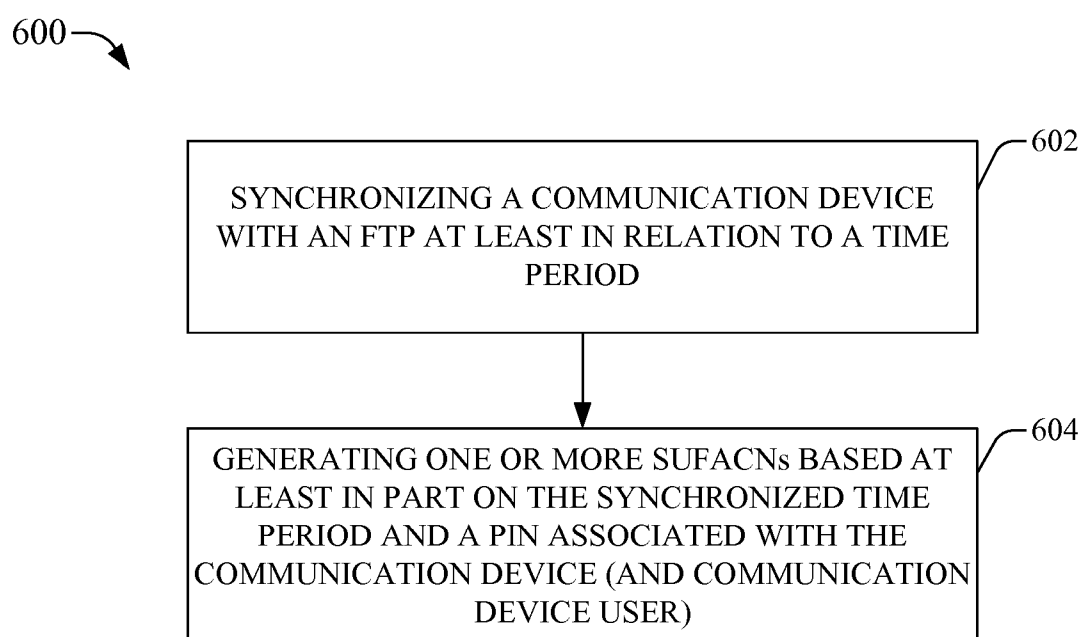 600
602
SYNCHRONIZING A COMMUNICATION DEVICE
WITH AN FTP AT LEAST IN RELATION TO A TIME
PERIOD
604
GENERATING ONE OR MORE SUFACNs BASED AT
LEAST IN PART ON THE SYNCHRONIZED TIME
PERIOD AND A PIN ASSOCIATED WITH THE
COMMUNICATION DEVICE (AND COMMUNICATION
DEVICE USER)